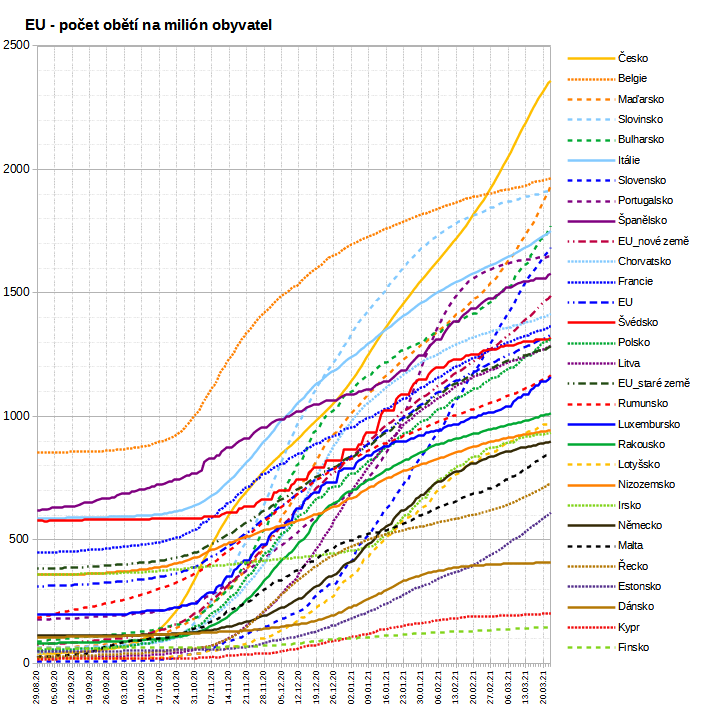 EU - počet obětí na milión obyvatel
2500
2000
1500
1000
500
0
Česko
Belgie
Maďarsko
Slovinsko
Bulharsko
Itálie
Slovensko
Portugalsko
Španělsko
EU_nové země
Chorvatsko
Francie
EU
Švédsko
Polsko
Litva
EU_staré země
Rumunsko
Luxembursko
Rakousko
Lotyšsko
Nizozemsko
Irsko
Německo
Malta
Řecko
Estonsko
Dánsko
Kypr
Finsko
29.08.20
05.09.20
12.09.20
19.09.20
26.09.20
03.10.20
10.10.20
17.10.20
24.10.20
31.10.20
07.11.20
14.11.20
21.11.20
28.11.20
05.12.20
12.12.20
19.12.20
26.12.20
02.01.21
09.01.21
16.01.21
23.01.21
30.01.21
06.02.21
13.02.21
20.02.21
27.02.21
06.03.21
13.03.21
20.03.21